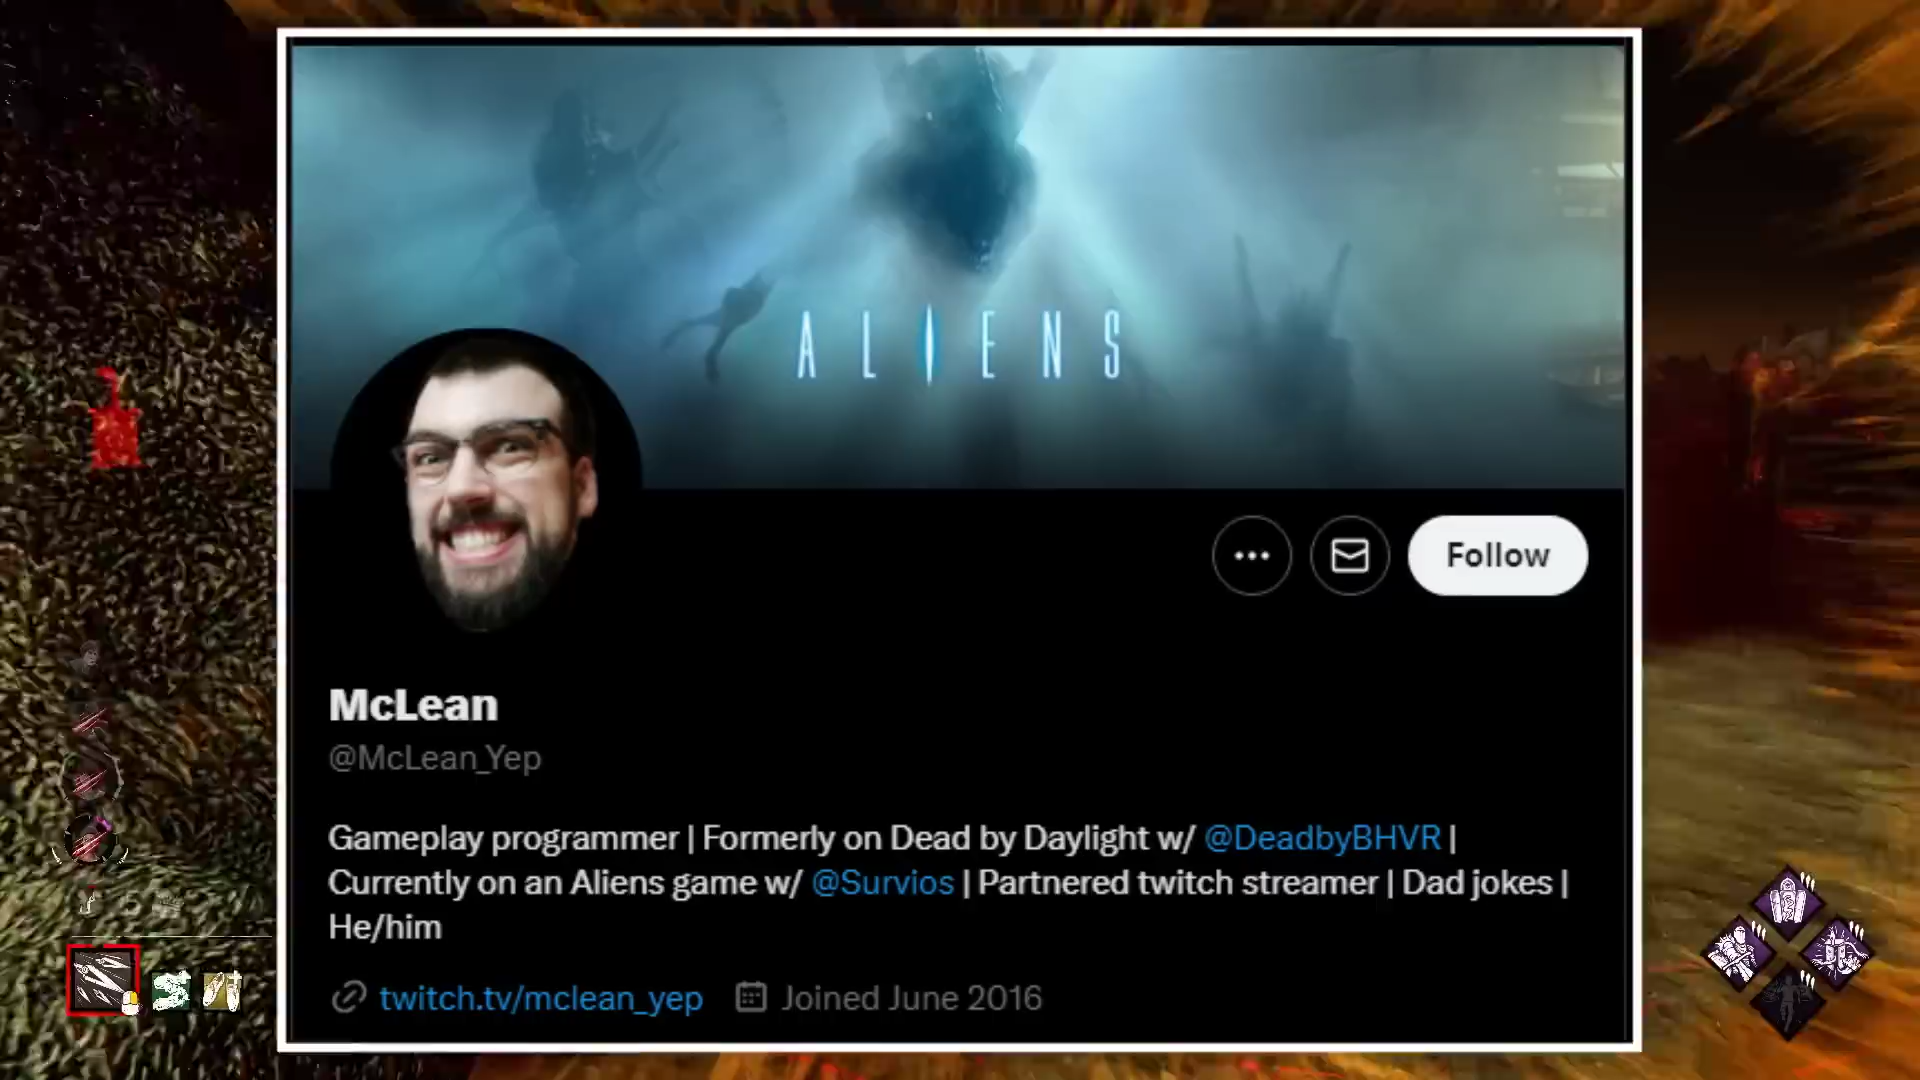 ALIENS
Follow
McLean
@McLean_Yep
Gameplay programmer | Formerly on Dead by Daylight w/ @DeadbyBHVR |
Currently on an Aliens game w/ @Survios | Partnered twitch streamer | Dad jokes |
He/him
twitch.tv/mclean_yep Joined June 2016